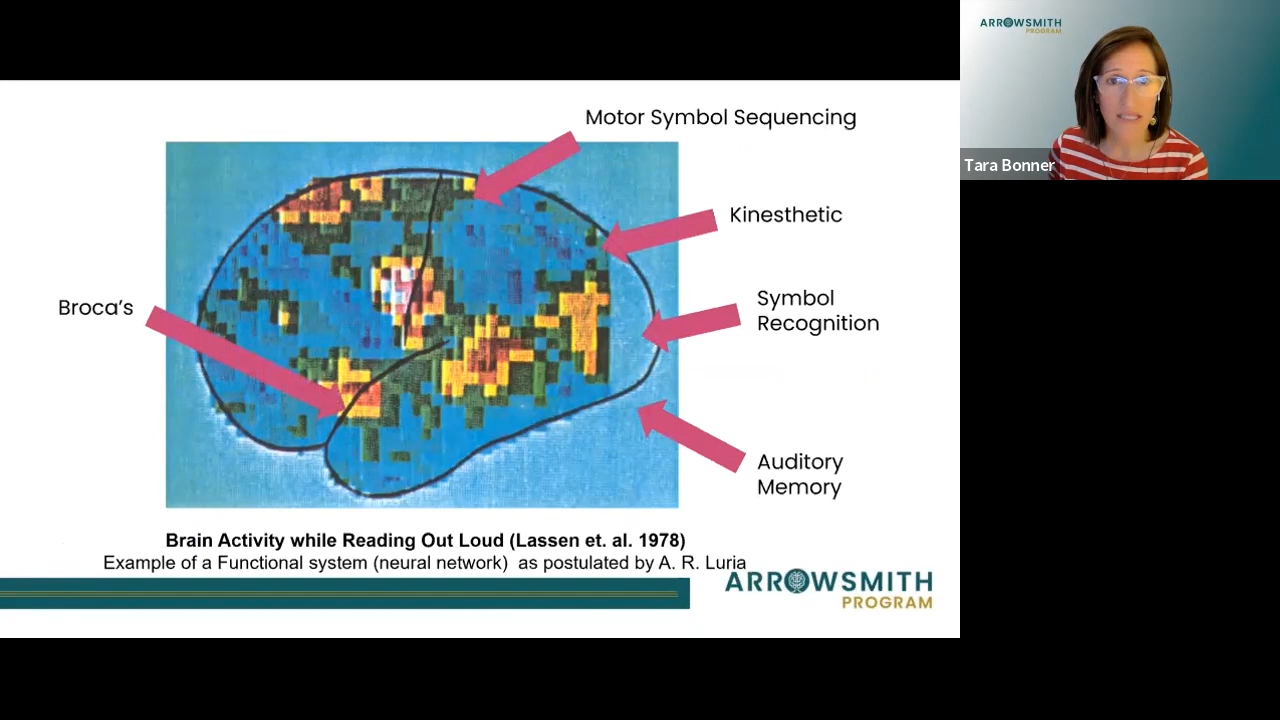 ARROWSMITH
PROGRAM
Tara Bonner
Motor Symbol Sequencing
Kinesthetic
Broca's
Symbol
Recognition
Auditory
Memory
Brain Activity while Reading Out Loud (Lassen et. al. 1978)
Example of a Functional system (neural network) as postulated by A. R. Luria
ARROWSMITH
PROGRAM